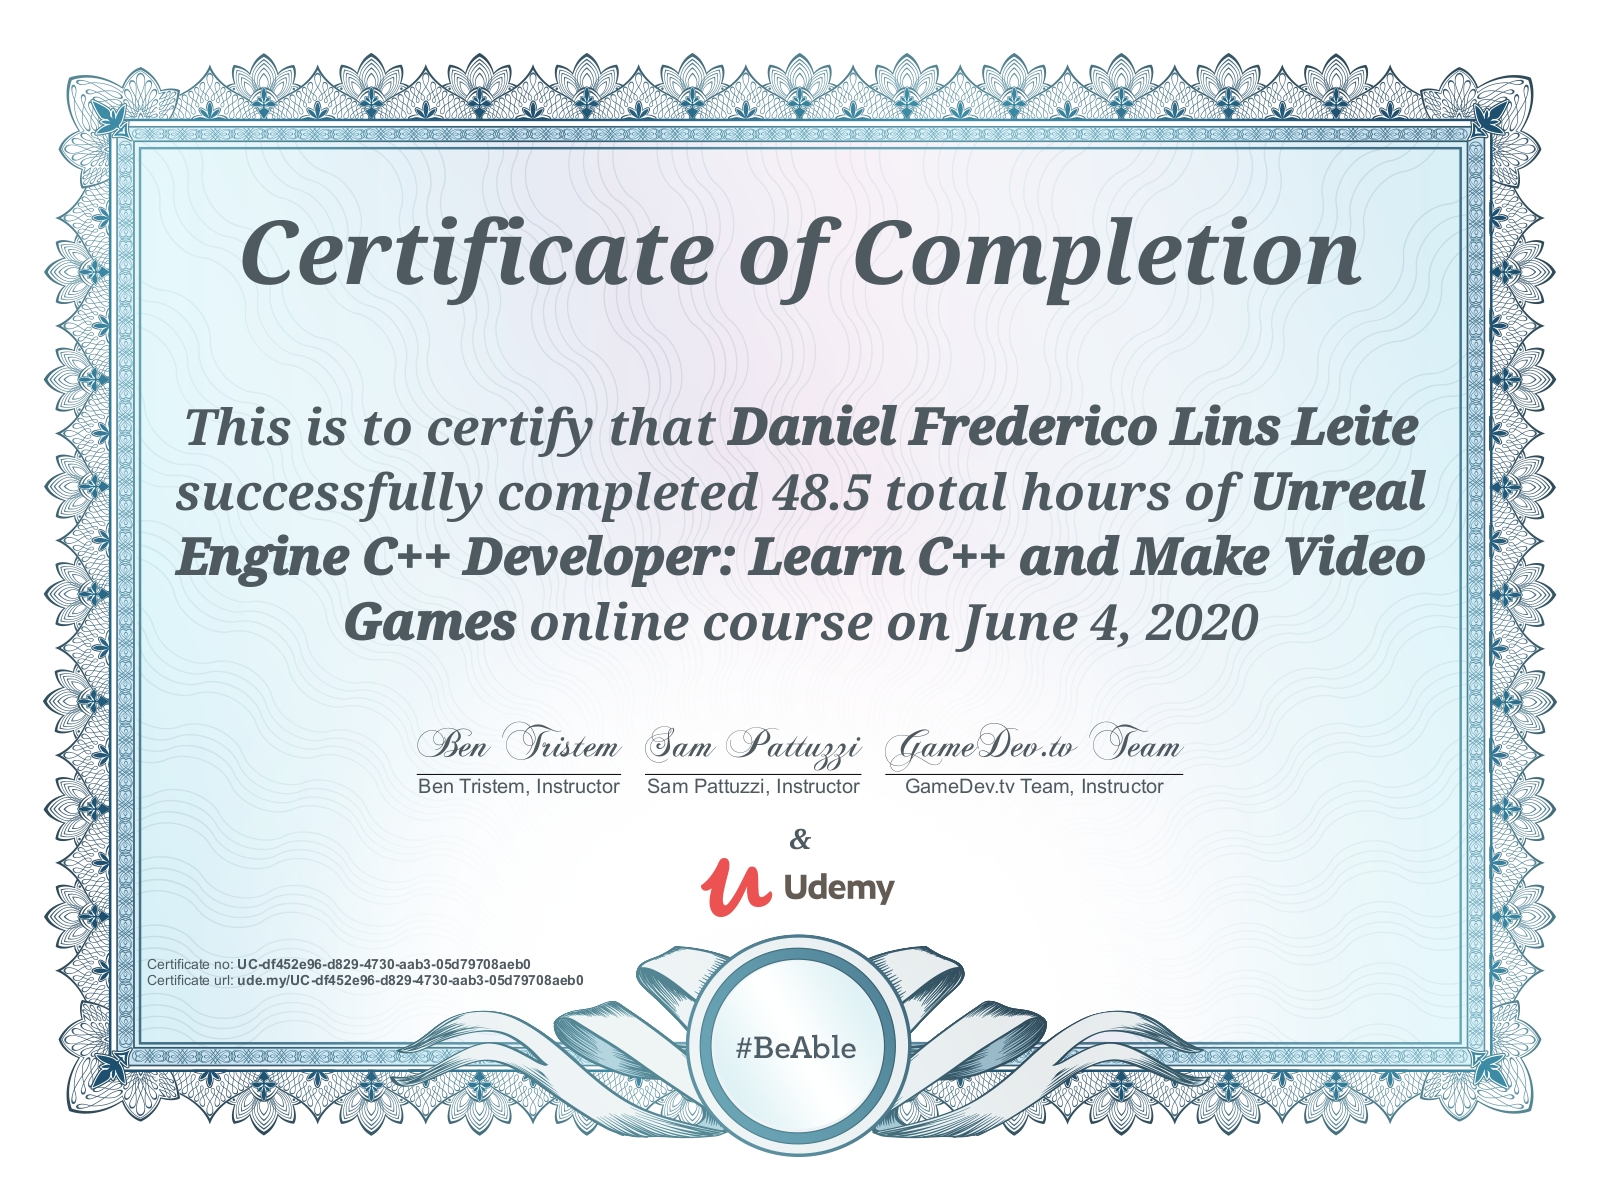 Certificate of Completion
This is to certify that Daniel Frederico Lins Leite
successfully completed 48.5 total hours of Unreal
Engine C++ Developer: Learn C++ and Make Video
Games online course on June 4, 2020
Ben Tristem Sam Pattuzzi GameDev.tv Team
Ben Tristem, Instructor Sam Pattuzzi, Instructor GameDev.tv Team, Instructor
&
Udemy
Certificate no: UC-df452e96-d829-4730-aab3-05d79708aeb0
Certificate url: ude.my/UC-df452e96-d829-4730-aab3-05d79708aeb0
#BeAble